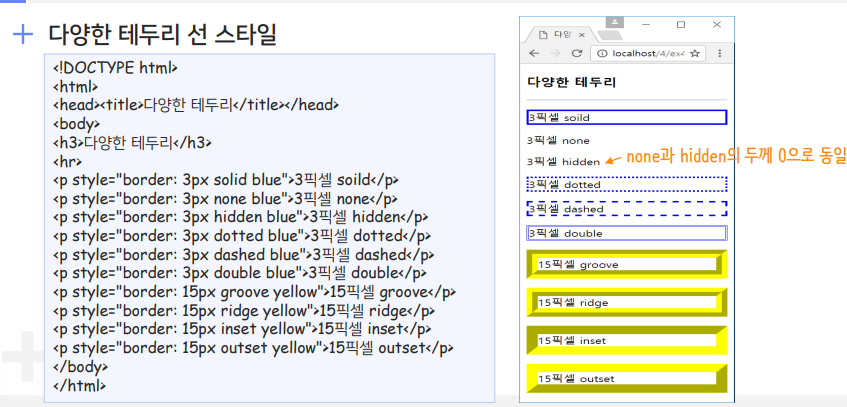 다양한 테두리 선 스타일
<!DOCTYPE html>
<html>
<head><title>다양한 테두리</title></head>
<body>
<h3>다양한 테두리</h3>
<hr>
<p style="border: 3px solid blue">3픽셀 soild</p>
<p style="border: 3px none blue">3픽셀 none</p>
<p style="border: 3px hidden blue">3픽셀 hidden</p>
<p style="border: 3px dotted blue">3픽셀 dotted</p>
<p style="border: 3px dashed blue">3픽셀 dashed</p>
<p style="border: 3px double blue">3픽셀 double</p>
<p style="border: 15px groove yellow">15픽셀 groove</p>
<p style="border: 15px ridge yellow">15픽셀 ridge</p>
<p style="border: 15px inset yellow">15픽셀 inset</p>
<p style="border: 15px outset yellow">15픽셀 outset</p>
</body>
</html>
다양
localhost/4/ex4
다양한 테두리
3픽셀 soild
3픽셀 none
3픽셀 hidden
none과 hidden의 두께 0으로 동일
3픽셀 dotted
3픽셀 dashed
3픽셀 double
15픽셀 groove
15픽셀 ridge
15픽셀 inset
15픽셀 outset